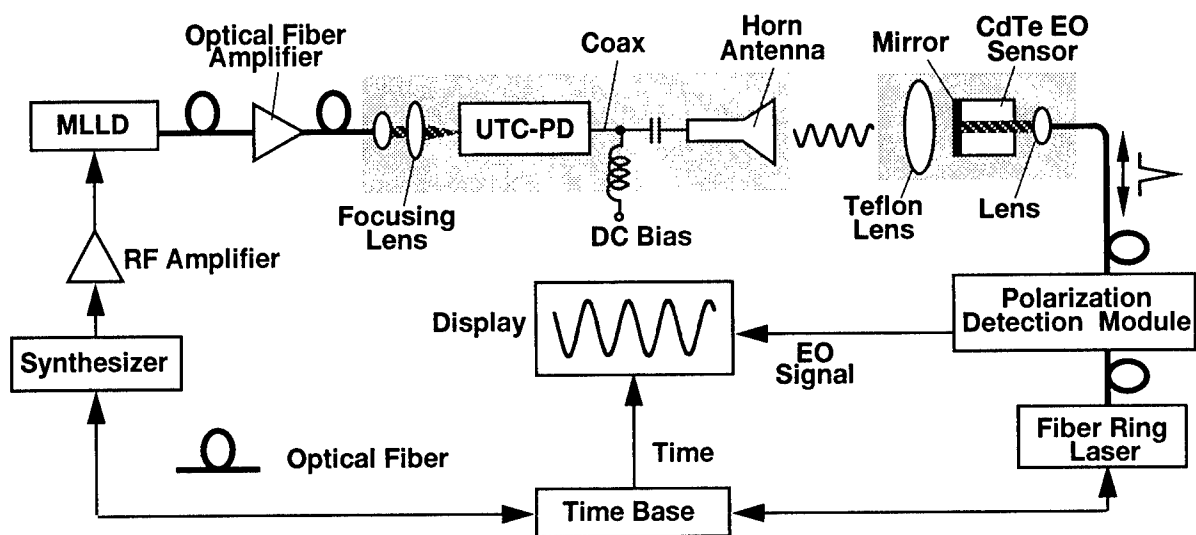 Optical Fiber
Amplifier
Coax
Horn
Antenna
Mirror
CdTe EO
Sensor
MLLD
UTC-PD
Focusing
Lens
DC Bias
Teflon
Lens
Lens
RF Amplifier
Polarization
Detection Module
Display
EO
Signal
Synthesizer
Fiber Ring
Laser
Optical Fiber
Time
Time Base